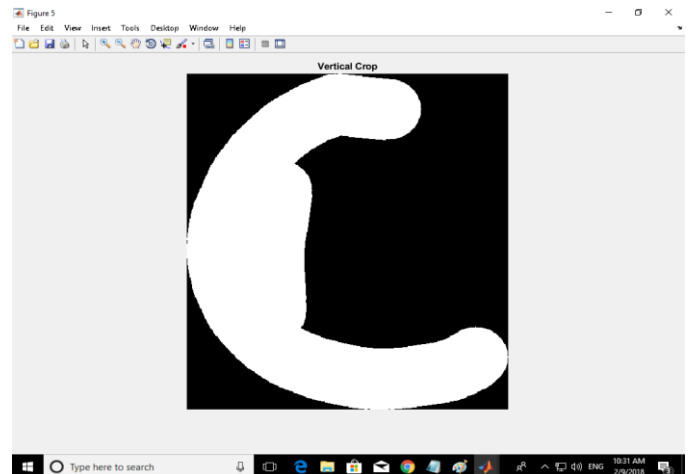 Figure 5
File Edit View Insert Tools Desktop Window Help
Vertical Crop
Type here to search
ENG
10:31 AM
2/9/2018